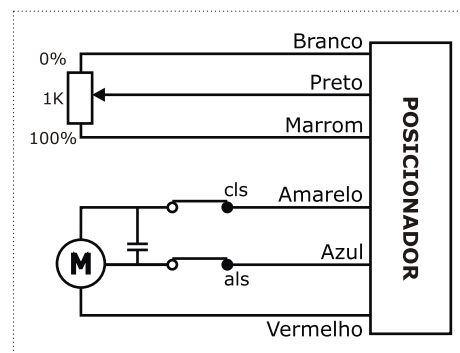 Branco
0%
Preto
1K
Marrom
100%
cls
Amarelo
M
Azul
als
Vermelho
POSICIONADOR